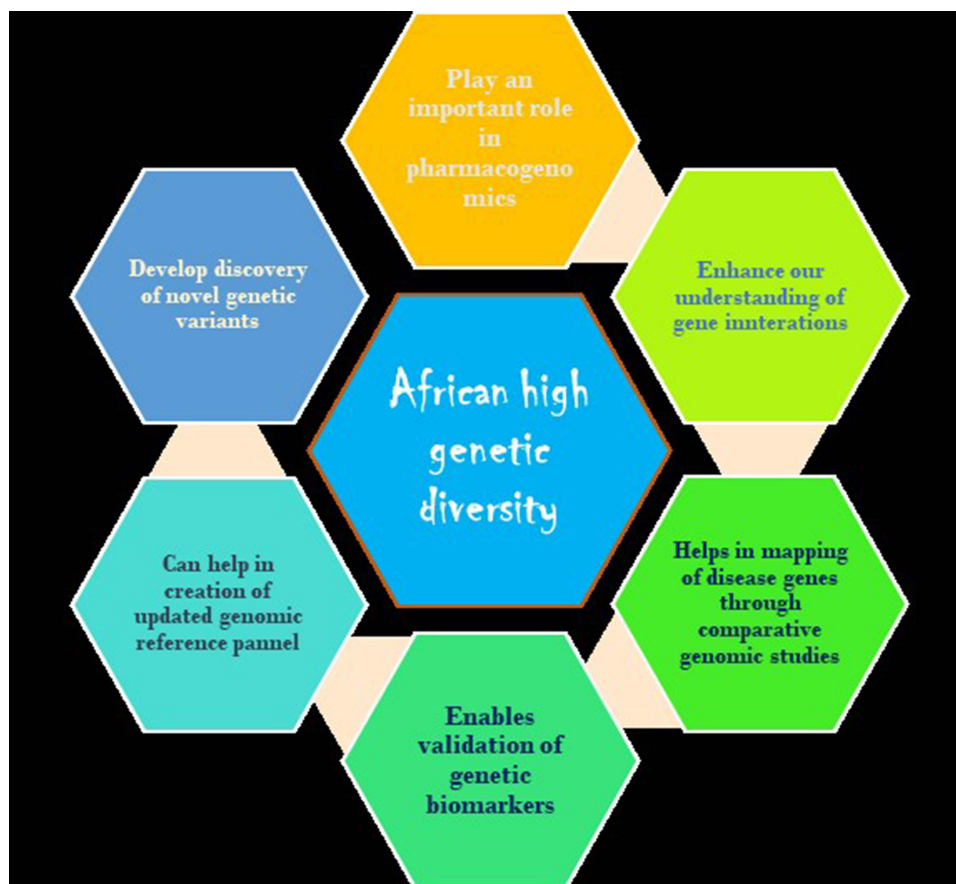 Play an
important role
in
pharmacogeno
mics
Develop discovery
of novel genetic
variants
Enhance our
understanding of
gene innterations
African high
genetic
diversity
Can help in
creation of
updated genomic
reference pannel
Helps in mapping
of disease genes
through
comparative
genomic studies
Enables
validation of
genetic
biomarkers